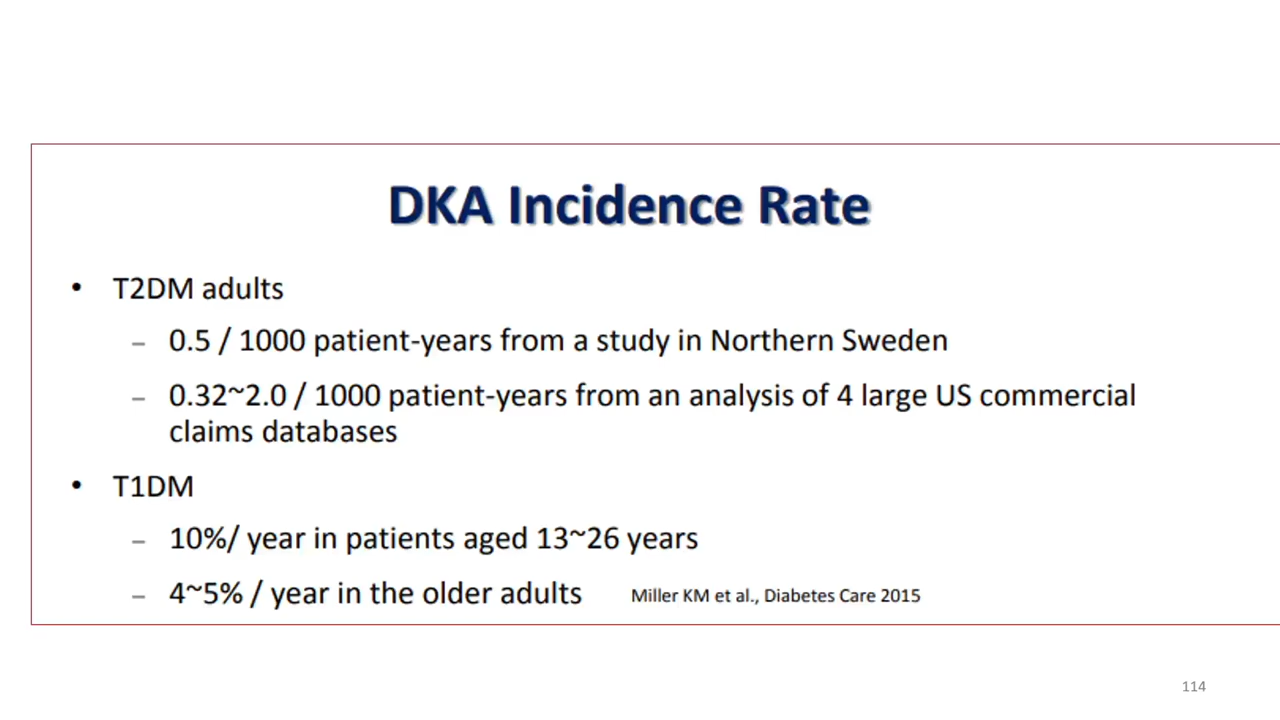 DKA Incidence Rate
• T2DM adults
– 0.5 / 1000 patient-years from a study in Northern Sweden
– 0.32~2.0 / 1000 patient-years from an analysis of 4 large US commercial
claims databases
• T1DM
– 10%/ year in patients aged 13~26 years
– 4~5% / year in the older adults Miller KM et al., Diabetes Care 2015
114